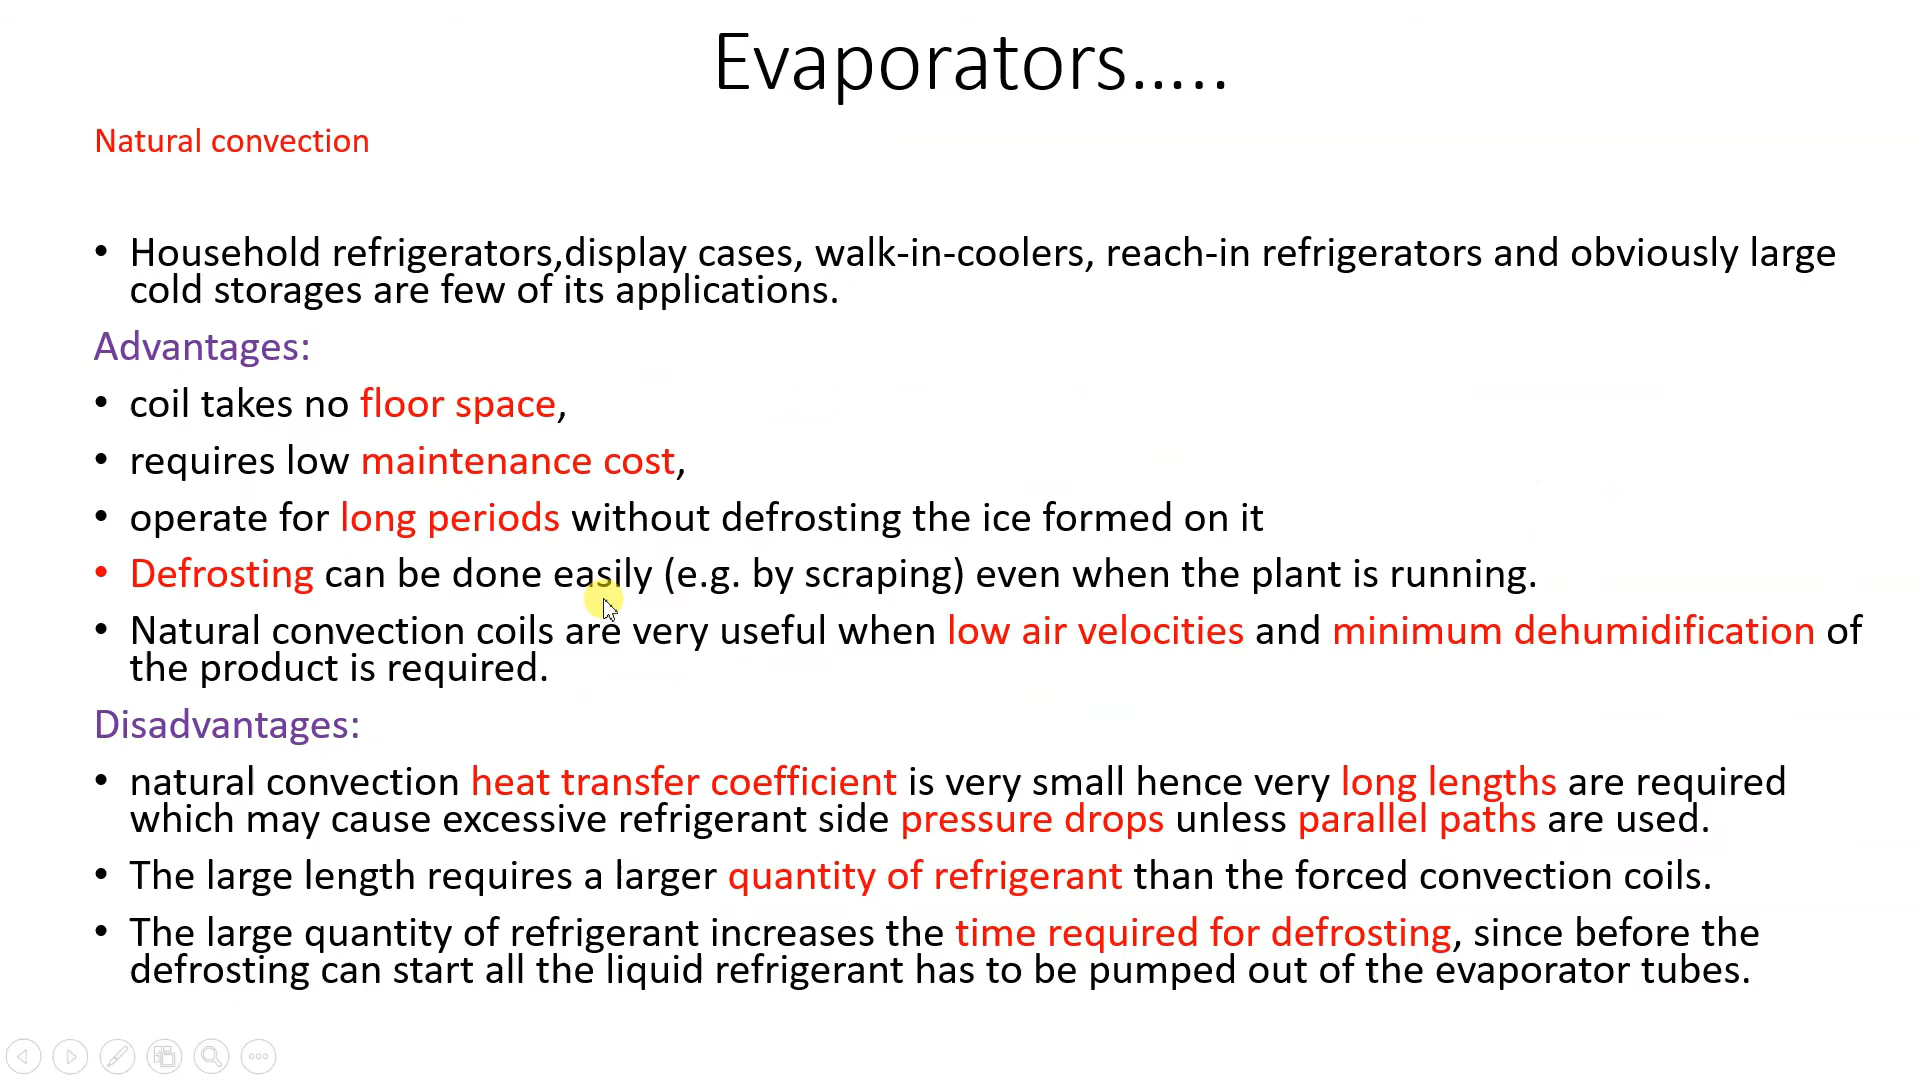 Evaporators.....
Natural convection
• Household refrigerators,display cases, walk-in-coolers, reach-in refrigerators and obviously large
cold storages are few of its applications.
Advantages:
• coil takes no floor space,
• requires low maintenance cost,
• operate for long periods without defrosting the ice formed on it
• Defrosting can be done easily (e.g. by scraping) even when the plant is running.
• Natural convection coils are very useful when low air velocities and minimum dehumidification of
the product is required.
Disadvantages:
• natural convection heat transfer coefficient is very small hence very long lengths are required
which may cause excessive refrigerant side pressure drops unless parallel paths are used.
• The large length requires a larger quantity of refrigerant than the forced convection coils.
• The large quantity of refrigerant increases the time required for defrosting, since before the
defrosting can start all the liquid refrigerant has to be pumped out of the evaporator tubes.